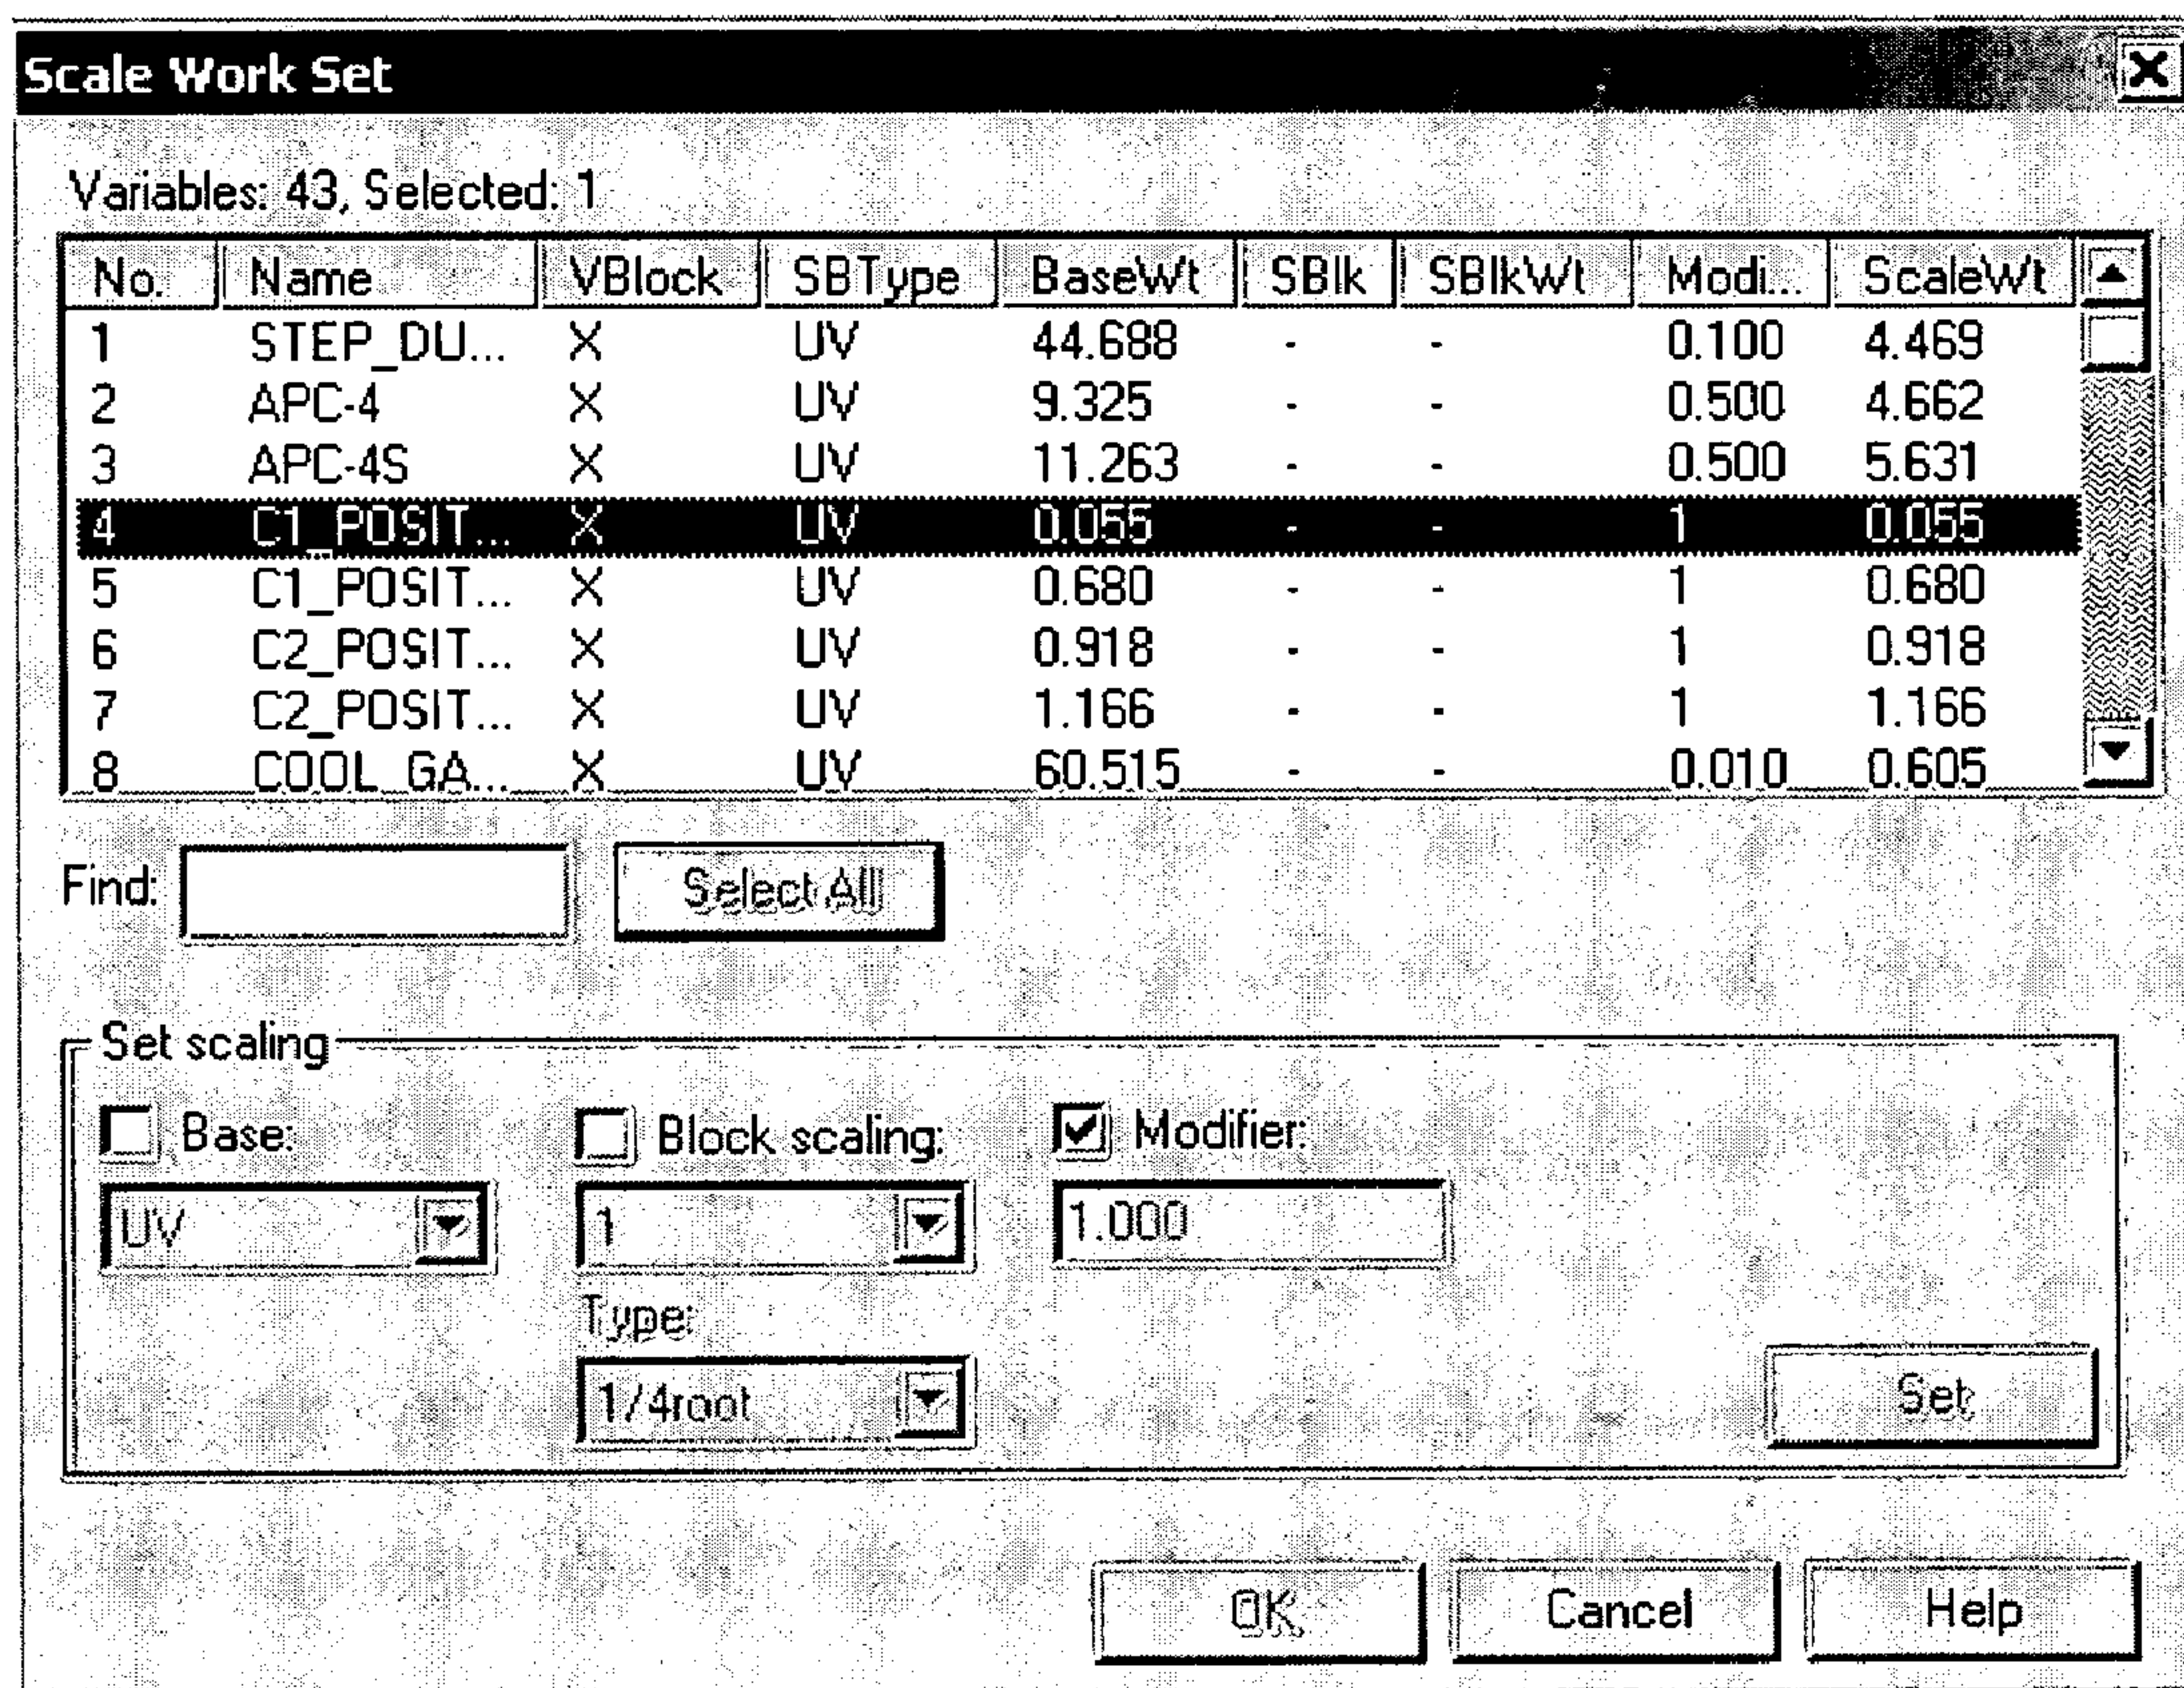 Scale Work Set
Variables: 43, Selected: 1
No. Name VBlock SBType BaseWt SBlk SBlkWt Modi... ScaleWt
1 STEP_DU... X UV 44.688 - - 0.100 4.469
2 APC-4 X UV 9.325 - - 0.500 4.662
3 APC-4S X UV 11.263 - - 0.500 5.631
4 C1_POSIT... X UV 0.055 - - 1 0.055
5 C1_POSIT... X UV 0.680 - - 1 0.680
6 C2_POSIT... X UV 0.918 - - 1 0.918
7 C2_POSIT... X UV 1.166 - - 1 1.166
8 COOL_GA... X UV 60.515 - - 0.010 0.605
Find: Select All
Set scaling
Base: Block scaling: Modifier:
UV 1 1.000
Type:
1/4root Set
OK Cancel Help